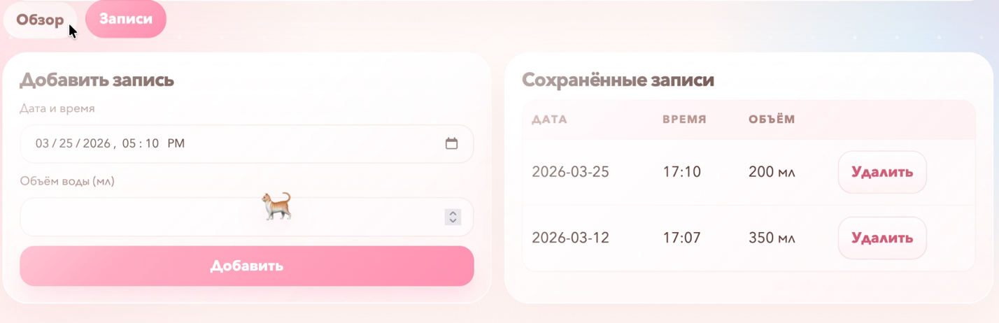 Обзор Записи
Добавить запись
Дата и время
03 / 25 / 2026 , 05 : 10 PM
Объём воды (мл)
Добавить
Сохранённые записи
ДАТА ВРЕМЯ ОБЪЁМ
2026-03-25 17:10 200 мл Удалить
2026-03-12 17:07 350 мл Удалить